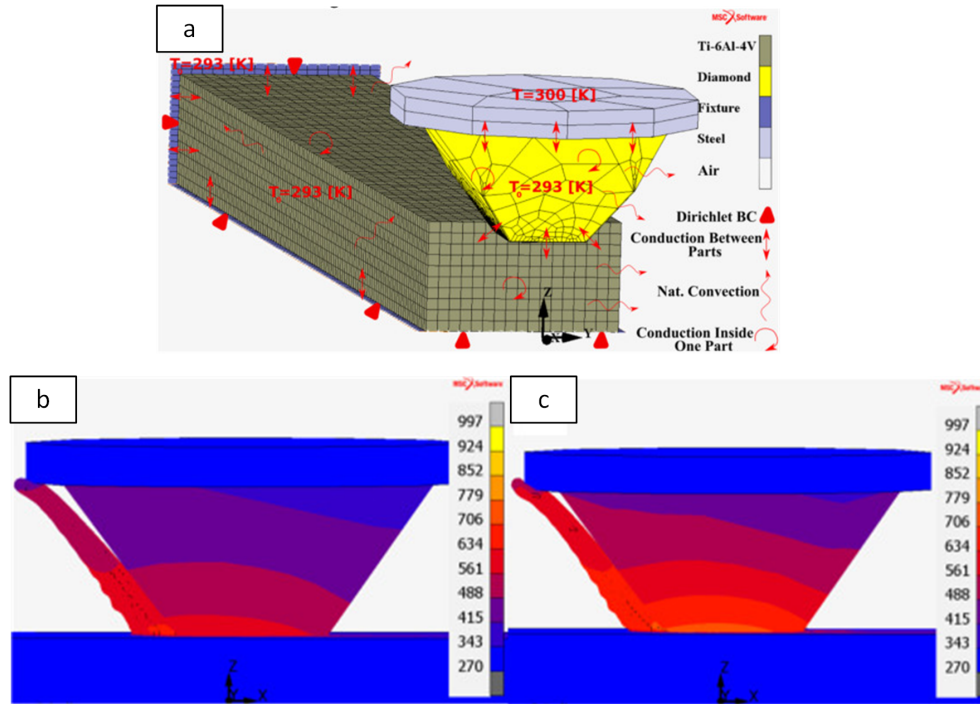 a
MSC Software
T=293 [K]
T=300 [K]
T₀=293 [K]
T₀=293 [K]
Ti-6Al-4V
Diamond
Fixture
Steel
Air
Dirichlet BC
Conduction Between
Parts
Nat. Convection
Conduction Inside
One Part
Z
X
Y
b
MSC Software
997
924
852
779
706
634
561
488
415
343
270
Z
Y
X
c
MSC Software
997
924
852
779
706
634
561
488
415
343
270
Z
Y
X